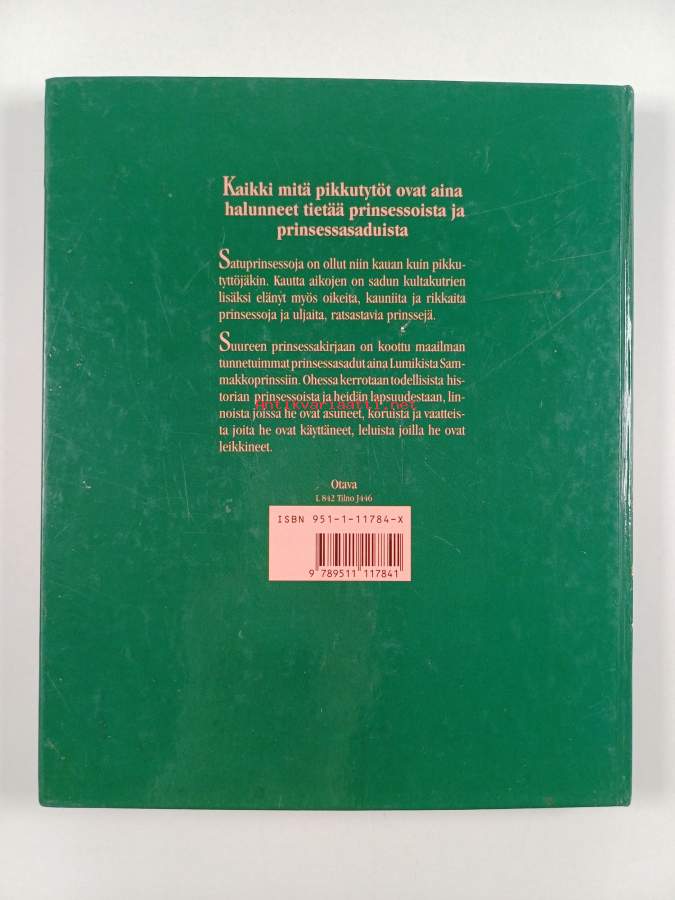 Kaikki mitä pikkutytöt ovat aina
halunneet tietää prinsessoista ja
prinsessasaduista
Satuprinsessoja on ollut niin kauan kuin pikku-
tyttöjäkin. Kautta aikojen on sadun kultakutrien
lisäksi elänyt myös oikeita, kauniita ja rikkaita
prinsessoja ja uljaita, ratsastavia prinssejä.
Suureen prinsessakirjaan on koottu maailman
tunnetuimmat prinsessasadut aina Lumikista Sam-
makkoprinssiin. Ohessa kerrotaan todellisista his-
torian prinsessoista ja heidän lapsuudestaan, lin-
Antikvariaatti.net
noista joissa he ovat asuneet, koruista ja vaatteis-
ta joita he ovat käyttäneet, leluista joilla he ovat
leikkineet.
Otava
L 842 Tilno J446
ISBN 951-1-11784-X
9 789511 117841